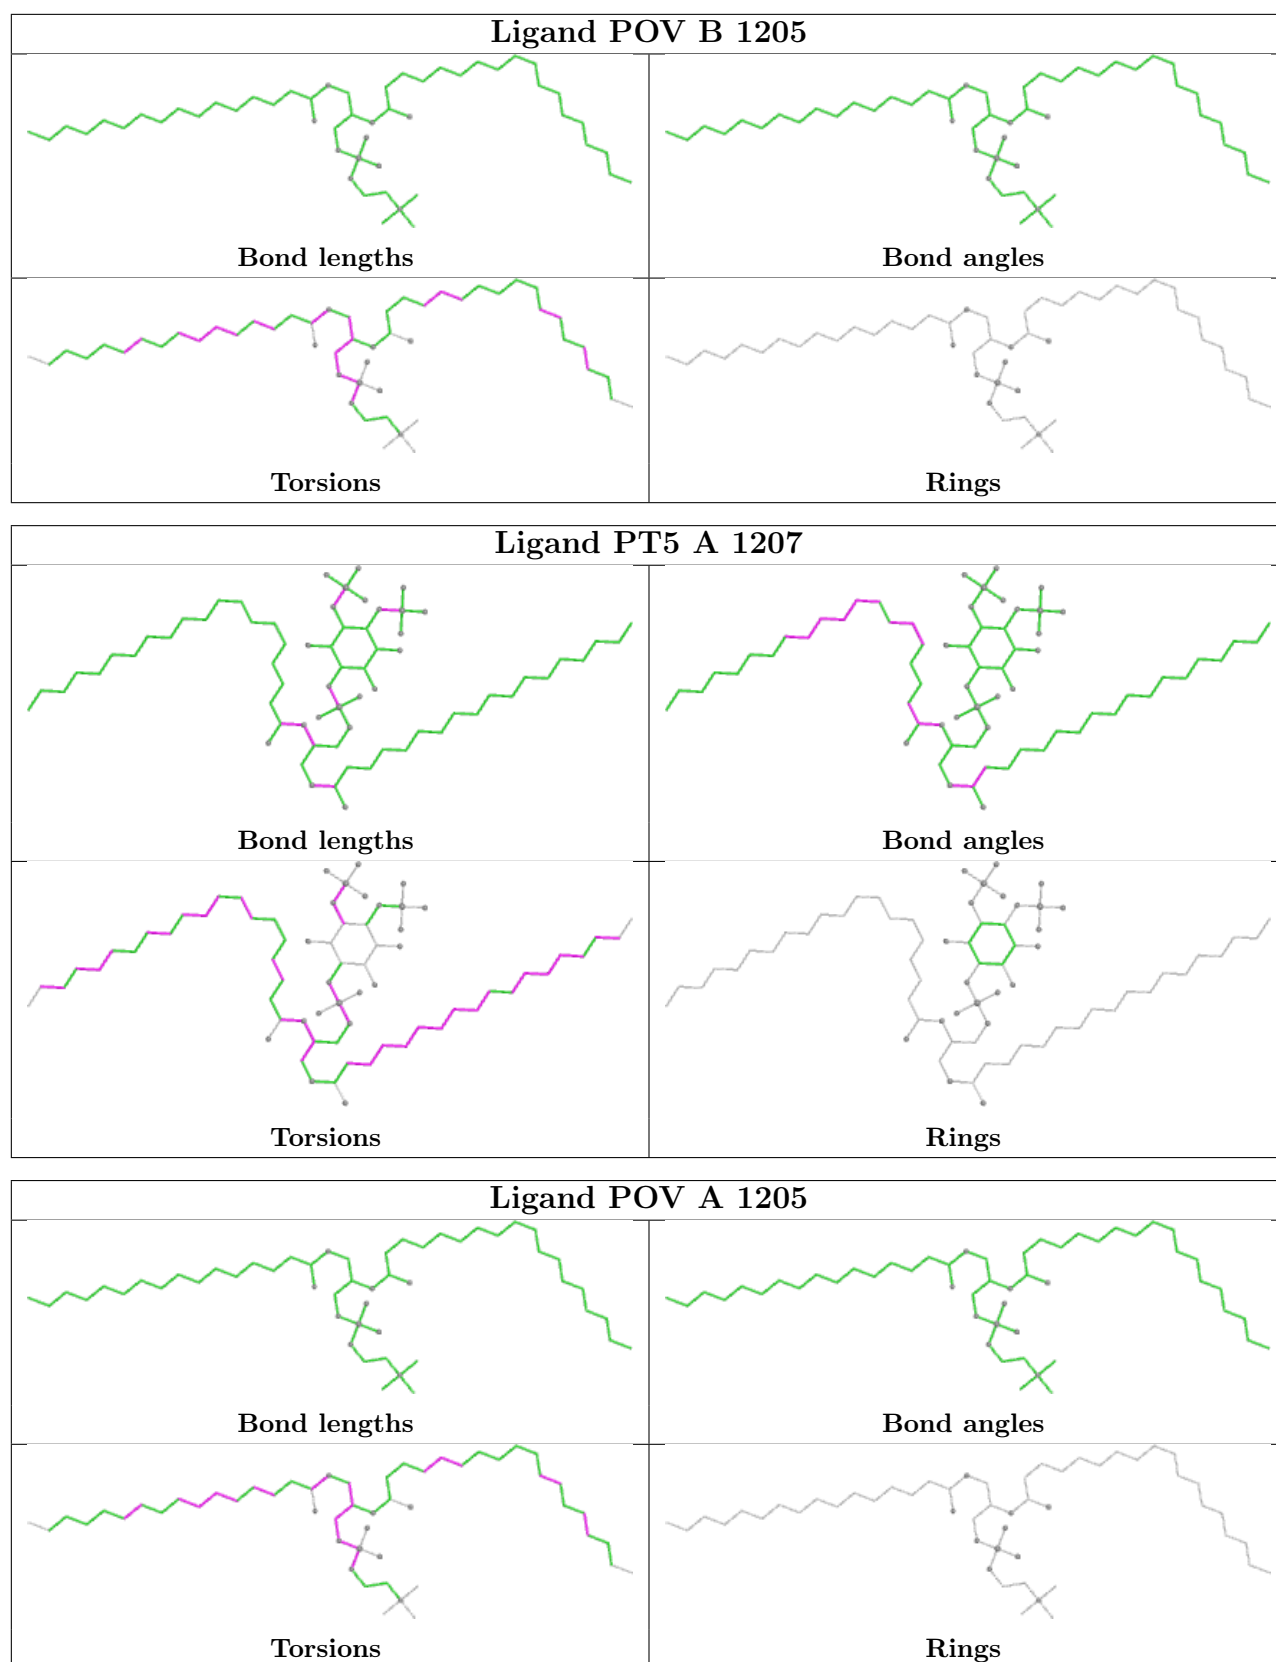 Ligand POV B 1205
Bond lengths
Bond angles
Torsions
Rings
Ligand PT5 A 1207
Bond lengths
Bond angles
Torsions
Rings
Ligand POV A 1205
Bond lengths
Bond angles
Torsions
Rings